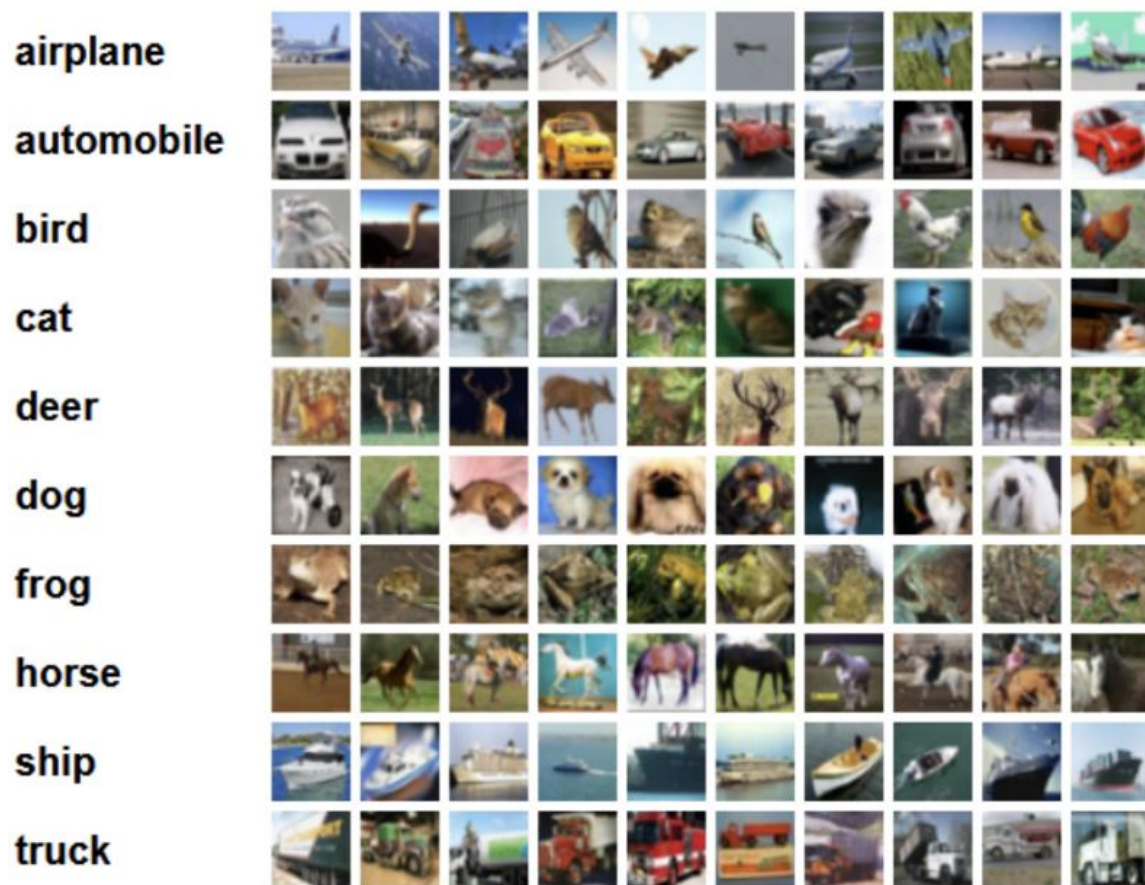 airplane
automobile
bird
cat
deer
dog
frog
horse
ship
truck